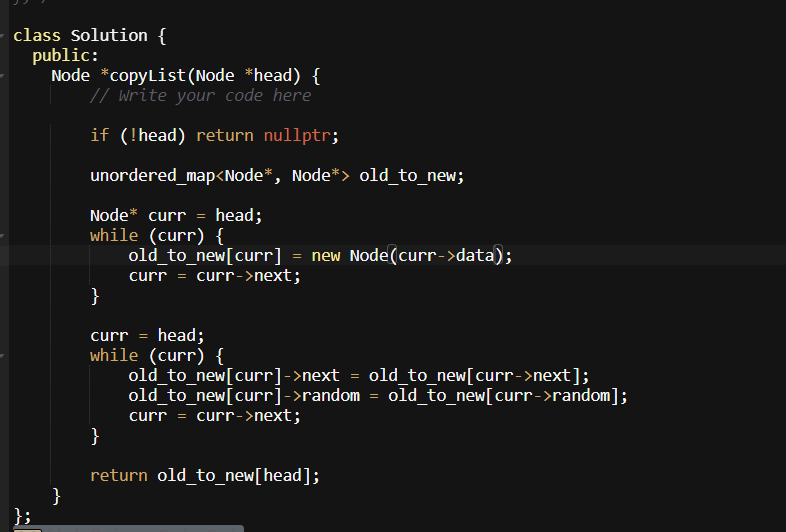 class Solution {
  public:
    Node *copyList(Node *head) {
        // Write your code here

        if (!head) return nullptr;

        unordered_map<Node*, Node*> old_to_new;

        Node* curr = head;
        while (curr) {
            old_to_new[curr] = new Node(curr->data);
            curr = curr->next;
        }

        curr = head;
        while (curr) {
            old_to_new[curr]->next = old_to_new[curr->next];
            old_to_new[curr]->random = old_to_new[curr->random];
            curr = curr->next;
        }

        return old_to_new[head];
    }
};